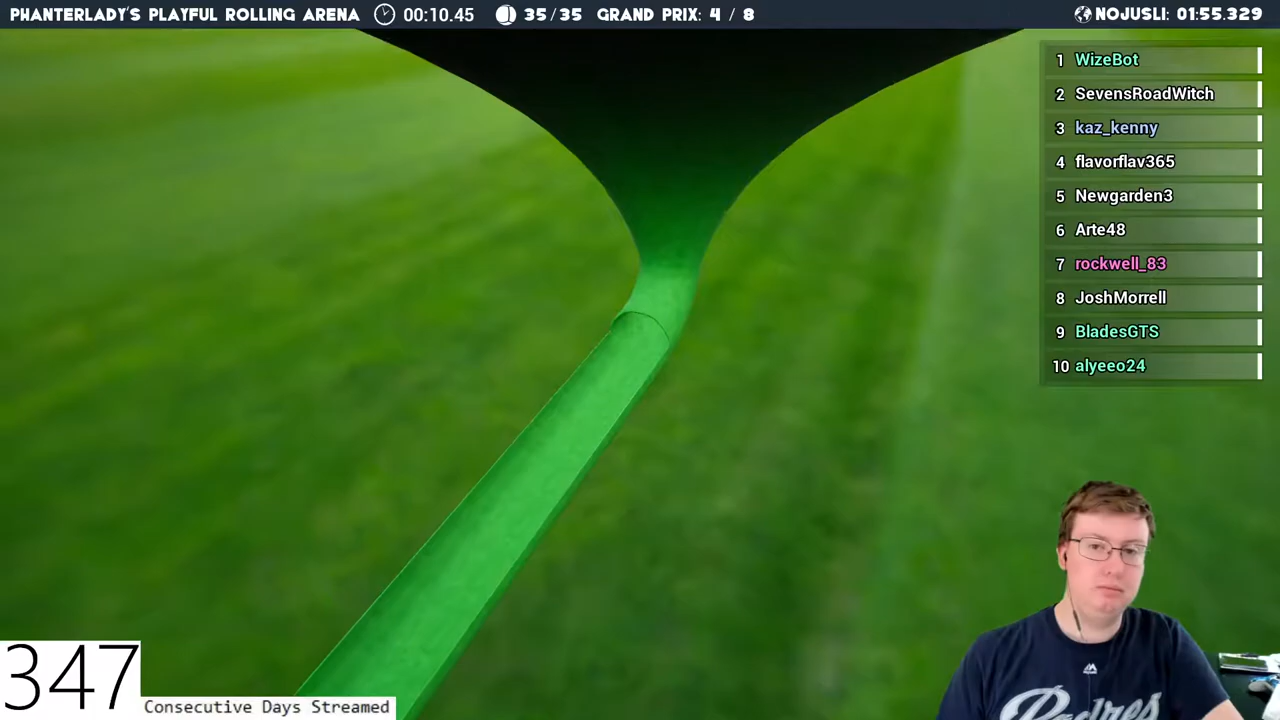 PHANTERLADY'S PLAYFUL ROLLING ARENA 00:10.45 35/35 GRAND PRIX: 4 / 8 NOJUSLI: 01:55.329
1 WizeBot
2 SevensRoadWitch
3 kaz_kenny
4 flavorflav365
5 Newgarden3
6 Arte48
7 rockwell_83
8 JoshMorrell
9 BladesGTS
10 alyeeo24
347 Consecutive Days Streamed
Padres